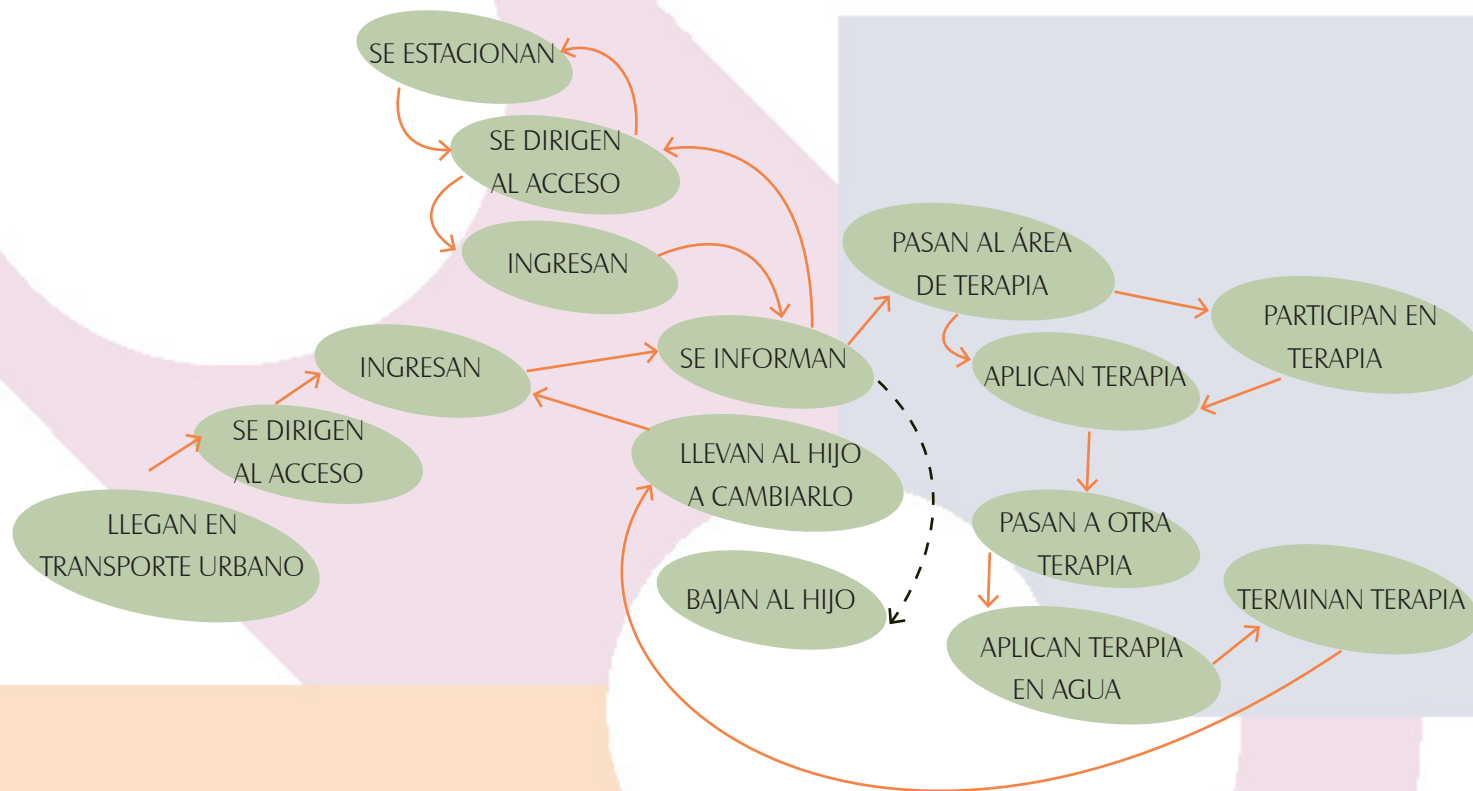 SE ESTACIONAN
SE DIRIGEN
AL ACCESO
INGRESAN
PASAN AL ÁREA
DE TERAPIA
PARTICIPAN EN
TERAPIA
INGRESAN
SE INFORMAN
APLICAN TERAPIA
SE DIRIGEN
AL ACCESO
LLEVAN AL HIJO
A CAMBIARLO
LLEGAN EN
TRANSPORTE URBANO
PASAN A OTRA
TERAPIA
BAJAN AL HIJO
TERMINAN TERAPIA
APLICAN TERAPIA
EN AGUA